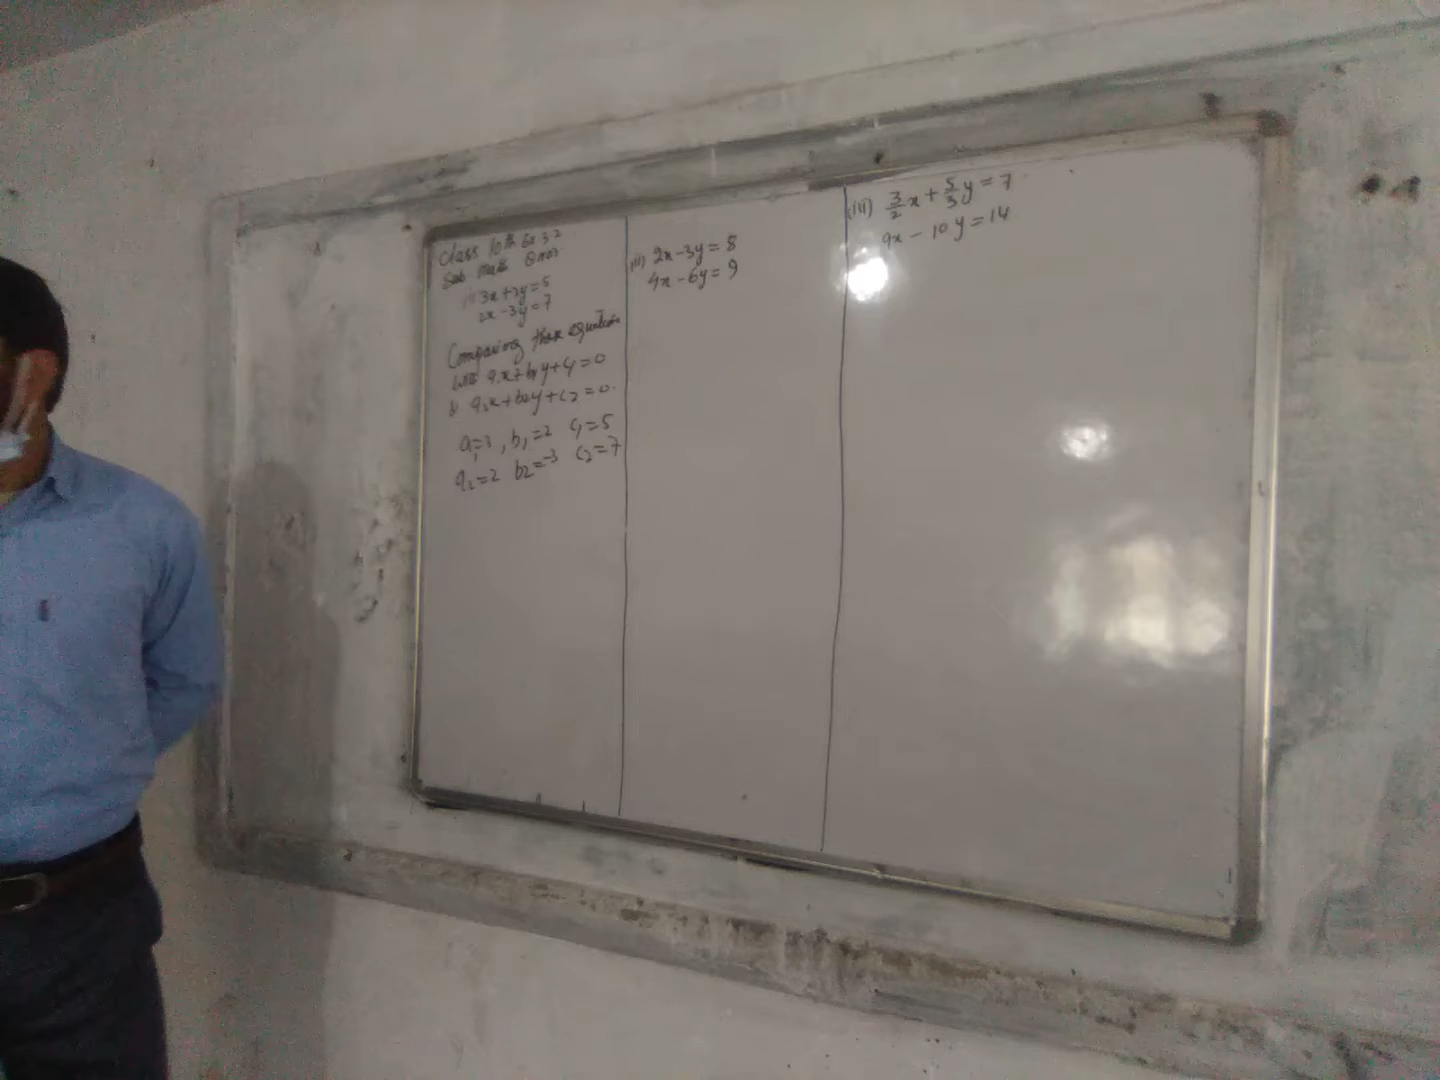 Class 10th Ex 3.2
Sub Math
(i) 3x+2y=5
2x-3y=7
Comparing these equations
with a₁x+b₁y+c₁=0
& a₂x+b₂y+c₂=0.
a₁=3, b₁=2 c₁=5
a₂=2 b₂=-3 c₂=7
(ii) 2x-3y=8
4x-6y=9
(iii) 3/2x+5/3y=7
9x-10y=14